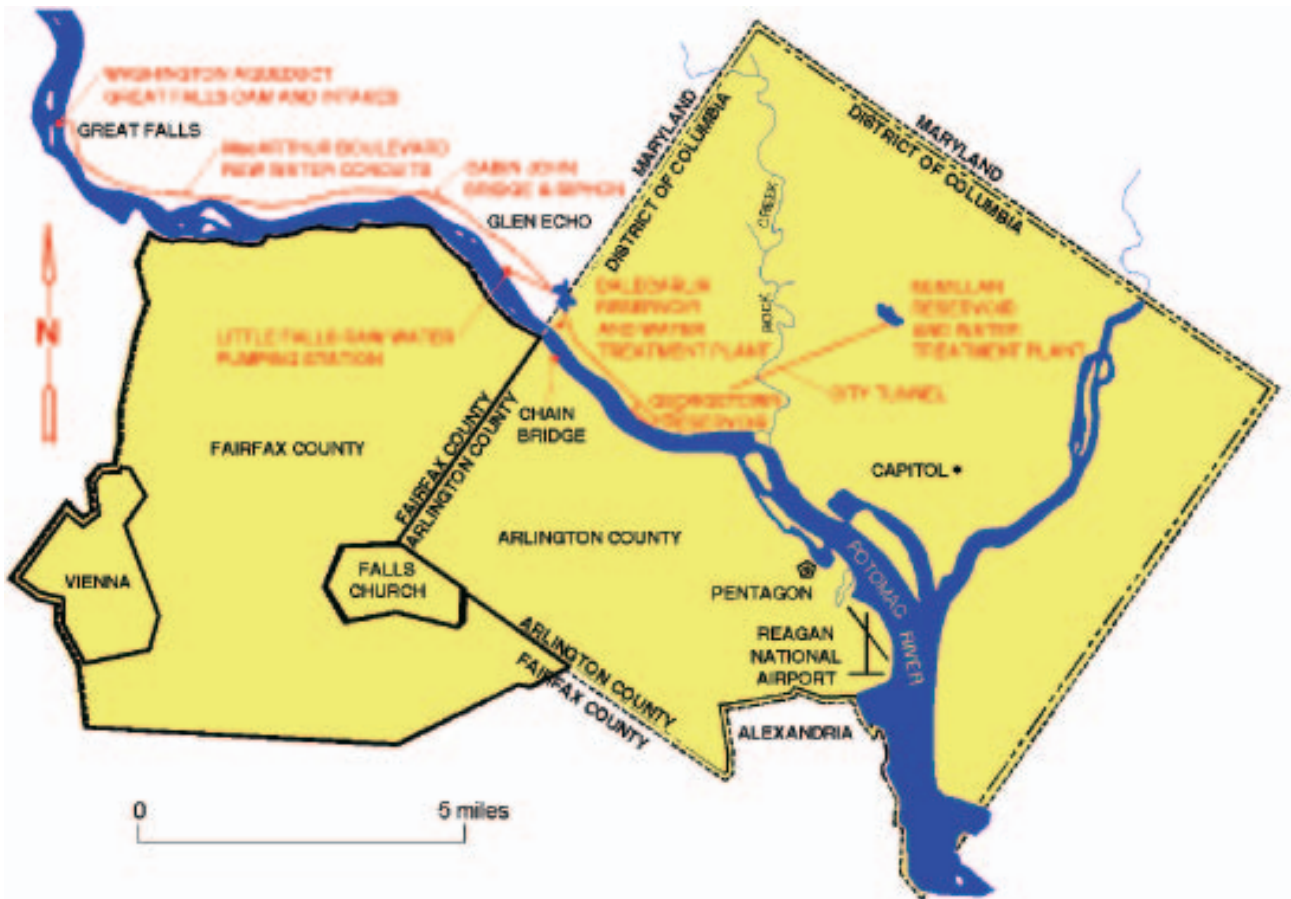 WASHINGTON AQUEDUCT
GREAT FALLS DAM AND INTAKES
GREAT FALLS
MacARTHUR BOULEVARD
RAW WATER CONDUITS
CABIN JOHN
BRIDGE & SIPHON
GLEN ECHO
MARYLAND
DISTRICT OF COLUMBIA
MARYLAND
DISTRICT OF COLUMBIA
ROCK CREEK
N
LITTLE FALLS RAW WATER
PUMPING STATION
DALECARLIA
RESERVOIR
AND WATER
TREATMENT PLANT
McMILLAN
RESERVOIR
AND WATER
TREATMENT PLANT
GEORGETOWN
RESERVOIR
CITY TUNNEL
CHAIN
BRIDGE
FAIRFAX COUNTY
FAIRFAX COUNTY
ARLINGTON COUNTY
CAPITOL
ARLINGTON COUNTY
VIENNA
FALLS
CHURCH
PENTAGON
POTOMAC RIVER
REAGAN
NATIONAL
AIRPORT
ARLINGTON COUNTY
FAIRFAX COUNTY
ALEXANDRIA
0 5 miles